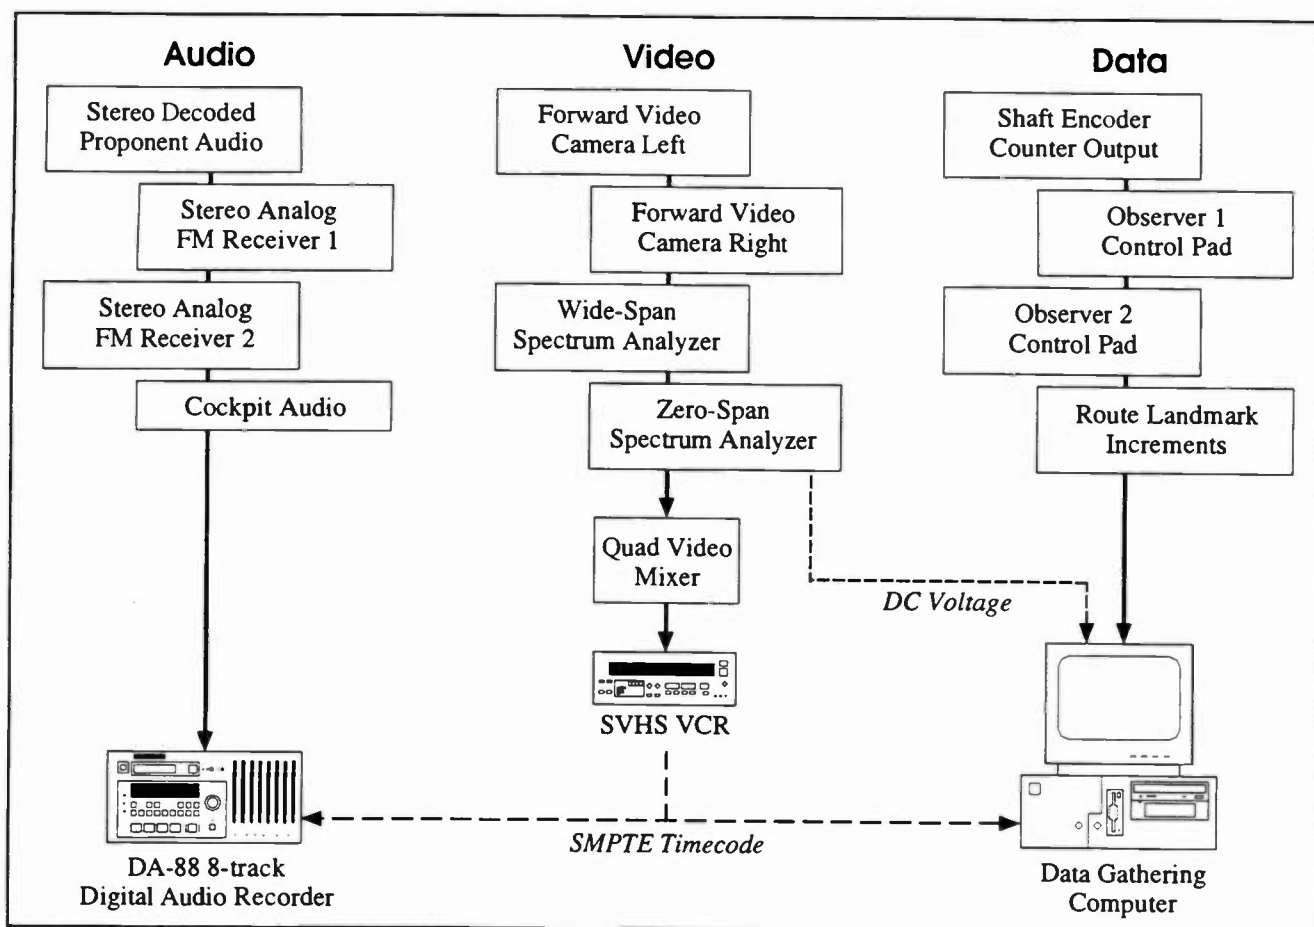 Audio
Stereo Decoded
Proponent Audio
Stereo Analog
FM Receiver 1
Stereo Analog
FM Receiver 2
Cockpit Audio
DA-88 8-track
Digital Audio Recorder
Video
Forward Video
Camera Left
Forward Video
Camera Right
Wide-Span
Spectrum Analyzer
Zero-Span
Spectrum Analyzer
Quad Video
Mixer
SVHS VCR
DC Voltage
SMPTE Timecode
Data
Shaft Encoder
Counter Output
Observer 1
Control Pad
Observer 2
Control Pad
Route Landmark
Increments
Data Gathering
Computer